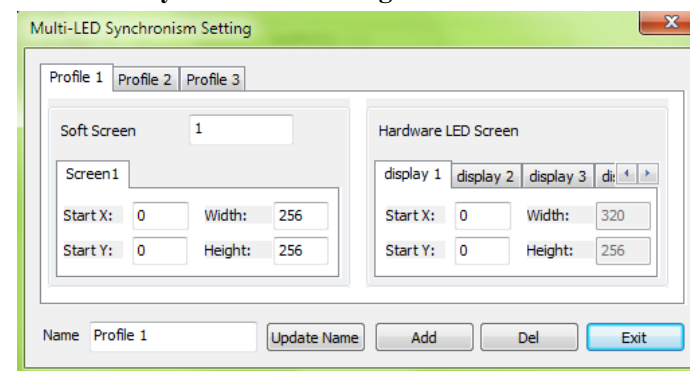 Multi-LED Synchronism Setting
x
Profile 1 Profile 2 Profile 3
Soft Screen 1 Hardware LED Screen
Screen1 display 1 display 2 display 3
Start X: 0 Width: 256 Start X: 0 Width: 320
Start Y: 0 Height: 256 Start Y: 0 Height: 256
Name Profile 1 Update Name Add Del Exit